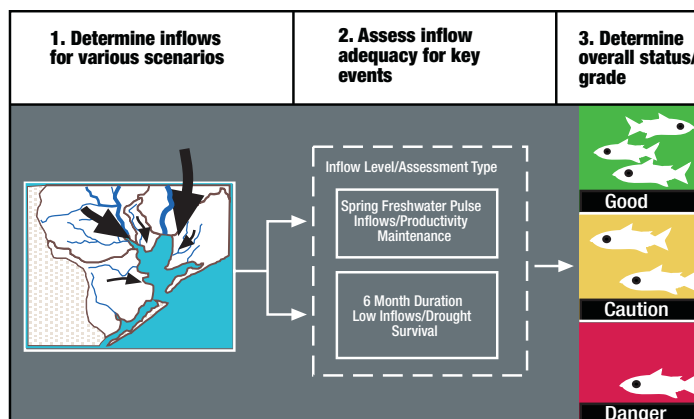 1. Determine inflows
for various scenarios
2. Assess inflow
adequacy for key
events
3. Determine
overall status/
grade
Inflow Level/Assessment Type
Spring Freshwater Pulse
Inflows/Productivity
Maintenance
6 Month Duration
Low Inflows/Drought
Survival
Good
Caution
Danger